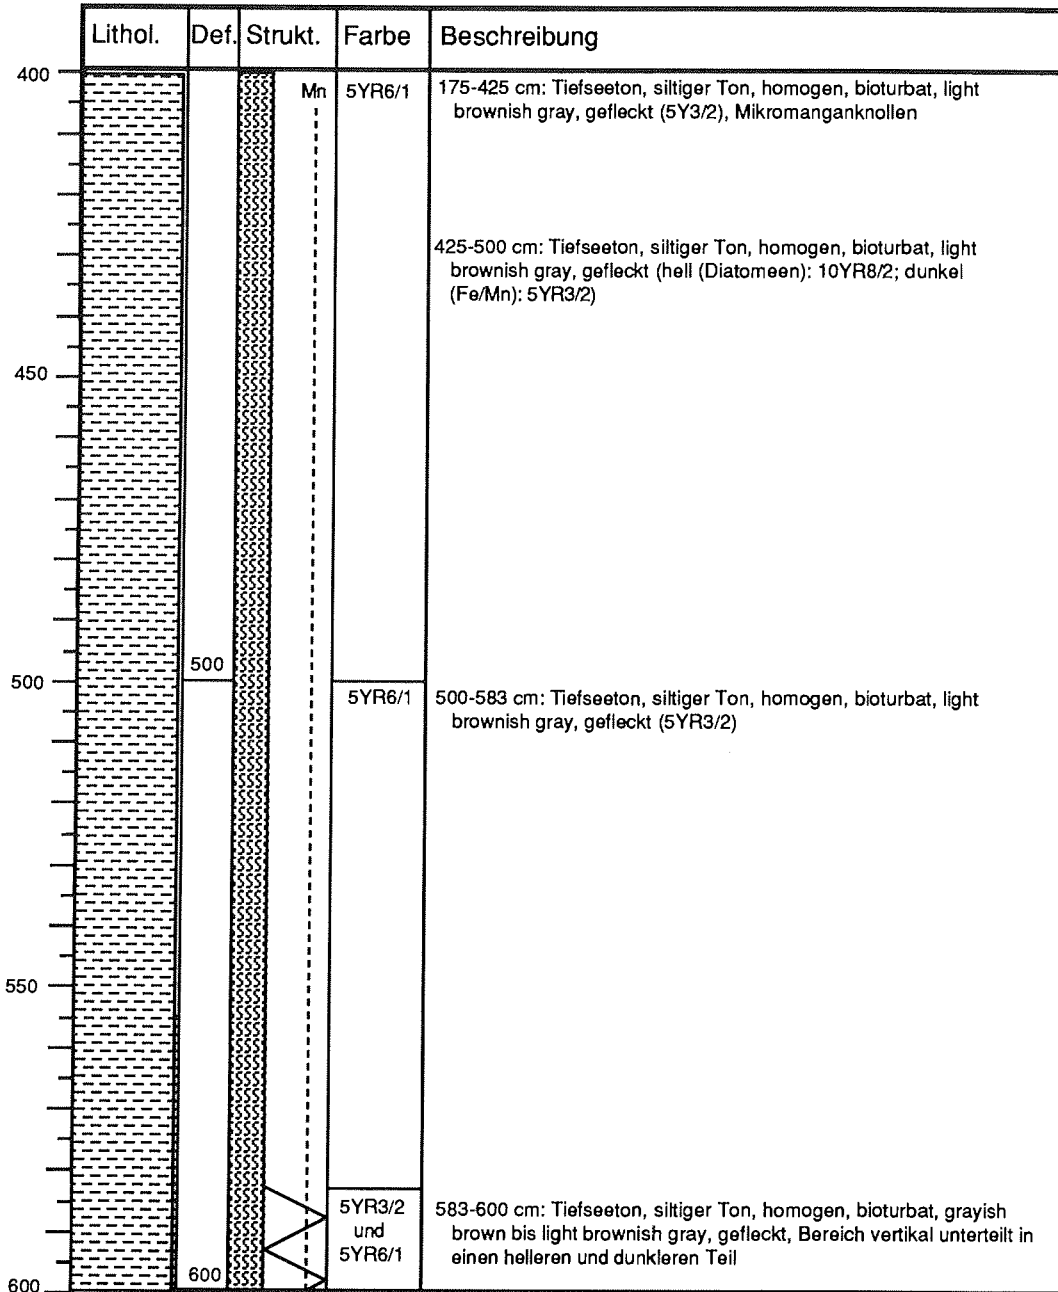 Lithol. Def. Strukt. Farbe Beschreibung
400
Mn 5YR6/1
175-425 cm: Tiefseeton, siltiger Ton, homogen, bioturbat, light
brownish gray, gefleckt (5Y3/2), Mikromanganknollen
425-500 cm: Tiefseeton, siltiger Ton, homogen, bioturbat, light
brownish gray, gefleckt (hell (Diatomeen): 10YR8/2; dunkel
(Fe/Mn): 5YR3/2)
450
500
500
5YR6/1
500-583 cm: Tiefseeton, siltiger Ton, homogen, bioturbat, light
brownish gray, gefleckt (5YR3/2)
550
5YR3/2
und
5YR6/1
583-600 cm: Tiefseeton, siltiger Ton, homogen, bioturbat, grayish
brown bis light brownish gray, gefleckt, Bereich vertikal unterteilt in
einen helleren und dunkleren Teil
600
600